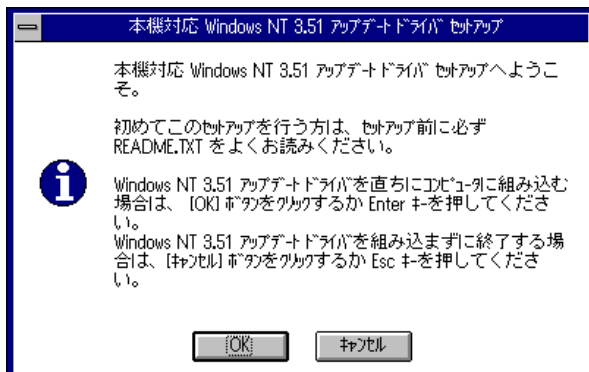 本機対応 Windows NT 3.51 ｱｯﾌﾟﾃﾞｰﾄ ﾄﾞﾗｲﾊﾞ ｾｯﾄｱｯﾌﾟ
本機対応 Windows NT 3.51 ｱｯﾌﾟﾃﾞｰﾄ ﾄﾞﾗｲﾊﾞ ｾｯﾄｱｯﾌﾟへようこ
そ。
初めてこのｾｯﾄｱｯﾌﾟを行う方は、ｾｯﾄｱｯﾌﾟ前に必ず
README.TXT をよくお読みください。
Windows NT 3.51 ｱｯﾌﾟﾃﾞｰﾄ ﾄﾞﾗｲﾊﾞを直ちにｺﾝﾋﾟｭｰﾀに組み込む
場合は、 [OK] ﾎﾞﾀﾝをｸﾘｯｸするか Enter ｷｰを押してくださ
い。
Windows NT 3.51 ｱｯﾌﾟﾃﾞｰﾄ ﾄﾞﾗｲﾊﾞを組み込まずに終了する場
合は、[ｷｬﾝｾﾙ] ﾎﾞﾀﾝをｸﾘｯｸするか Esc ｷｰを押してくださ
い。
OK ｷｬﾝｾﾙ